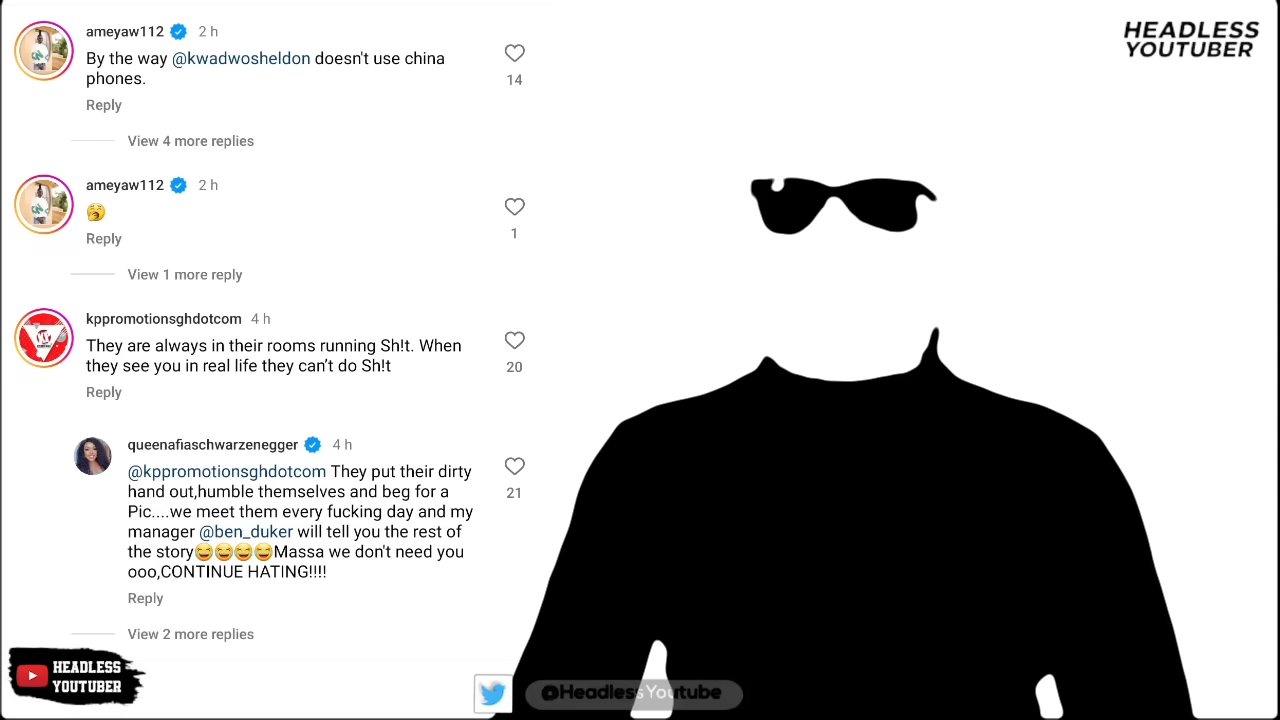 ameyaw112 2 h
By the way @kwadwosheldon doesn't use china
phones.
14
Reply
View 4 more replies
ameyaw112 2 h
🥱
1
Reply
View 1 more reply
kppromotionsghdotcom 4 h
They are always in their rooms running Sh!t. When
they see you in real life they can’t do Sh!t
20
Reply
queenafiaschwarzenegger 4 h
@kppromotionsghdotcom They put their dirty
hand out,humble themselves and beg for a
Pic....we meet them every fucking day and my
manager @ben_duker will tell you the rest of
the story😂😂😂😂Massa we don't need you
ooo,CONTINUE HATING!!!!
21
Reply
View 2 more replies
HEADLESS
YOUTUBER
HEADLESS
YOUTUBER
@HeadlessYoutube